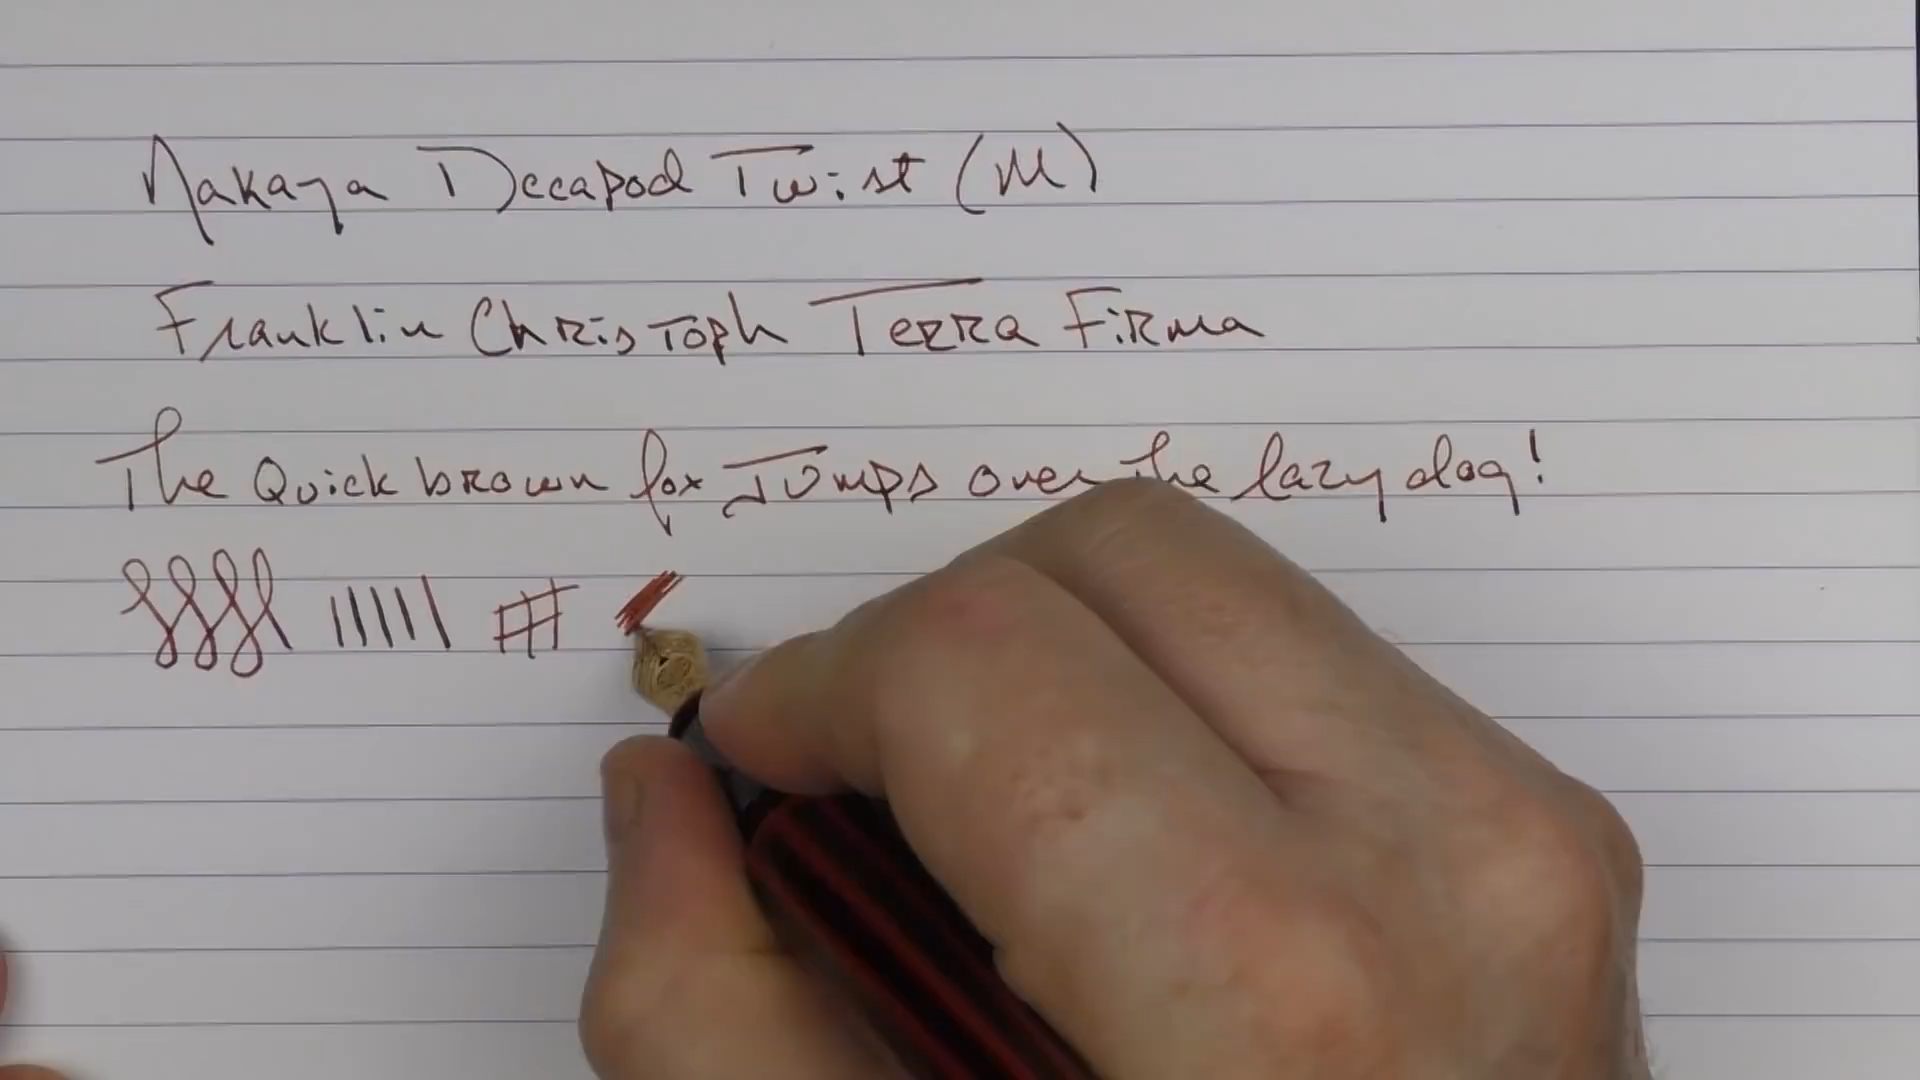 Nakaya Decapod Twist (M)
Franklin Christoph Terra Firma
The Quick brown fox Jumps over the lazy dog!